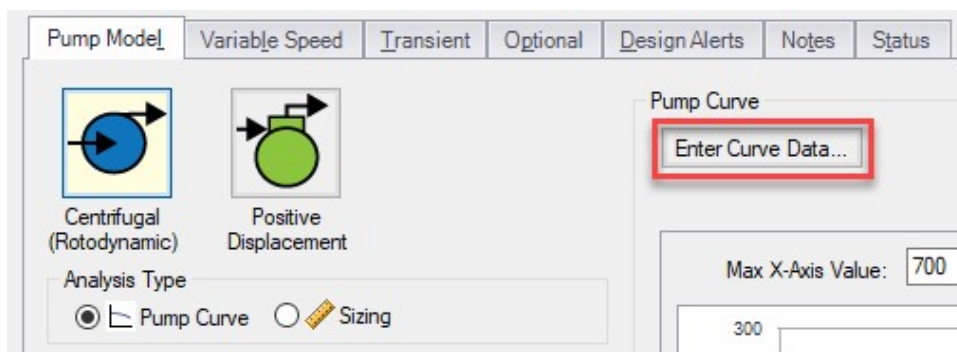 Pump Model Variable Speed Transient Optional Design Alerts Notes Status
Pump Curve
Enter Curve Data...
Centrifugal
(Rotodynamic)
Positive
Displacement
Analysis Type
Pump Curve Sizing
Max X-Axis Value: 700
300